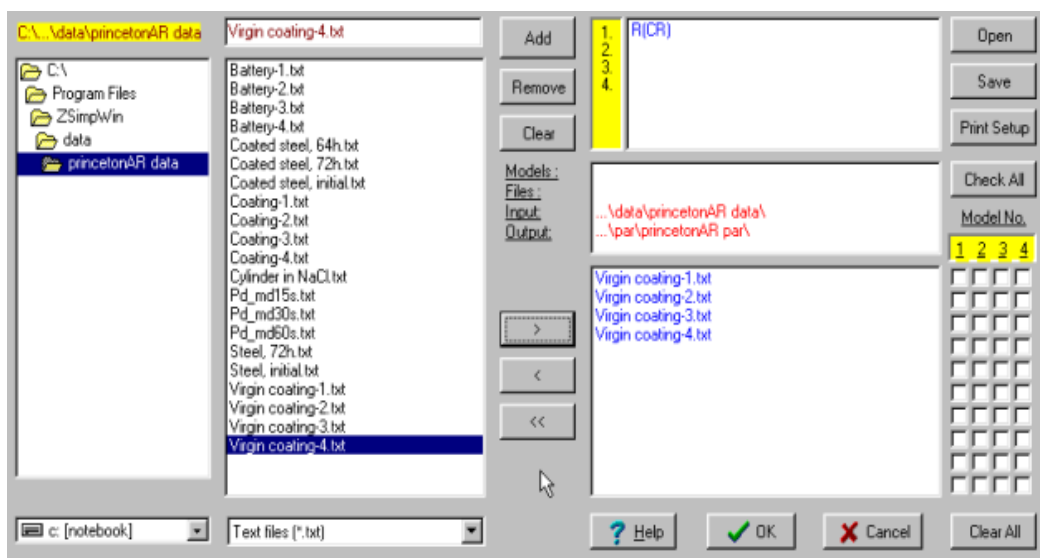 C:\...\data\princetonAR data
C:\
Program Files
ZSimpWin
data
princetonAR data
c: [notebook]
Virgin coating-4.txt
Battery-1.txt
Battery-2.txt
Battery-3.txt
Battery-4.txt
Coated steel, 64h.txt
Coated steel, 72h.txt
Coated steel, initial.txt
Coating-1.txt
Coating-2.txt
Coating-3.txt
Coating-4.txt
Cylinder in NaCl.txt
Pd_md15s.txt
Pd_md30s.txt
Pd_md60s.txt
Steel, 72h.txt
Steel, initial.txt
Virgin coating-1.txt
Virgin coating-2.txt
Virgin coating-3.txt
Virgin coating-4.txt
Text files (*.txt)
Add
Remove
Clear
Models :
Files :
Input:
Output:
>
<
<<
1.
2.
3.
4.
R(CR)
...\data\princetonAR data\
...\par\princetonAR par\
Virgin coating-1.txt
Virgin coating-2.txt
Virgin coating-3.txt
Virgin coating-4.txt
? Help
OK
Cancel
Open
Save
Print Setup
Check All
Model No.
1 2 3 4
Clear All